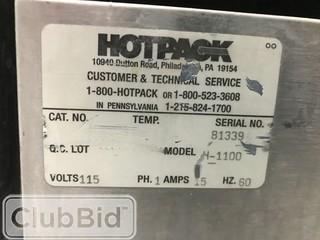 HOTPACK
10940 Dutton Road, Philadelphia, PA 19154
CUSTOMER & TECHNICAL SERVICE
1-800-HOTPACK OR 1-800-523-3608
IN PENNSYLVANIA 1-215-824-1700
CAT. NO. TEMP. SERIAL NO.
81339
Q.C. LOT MODEL H-1100
VOLTS 115 PH. 1 AMPS 15 HZ. 60
ClubBid